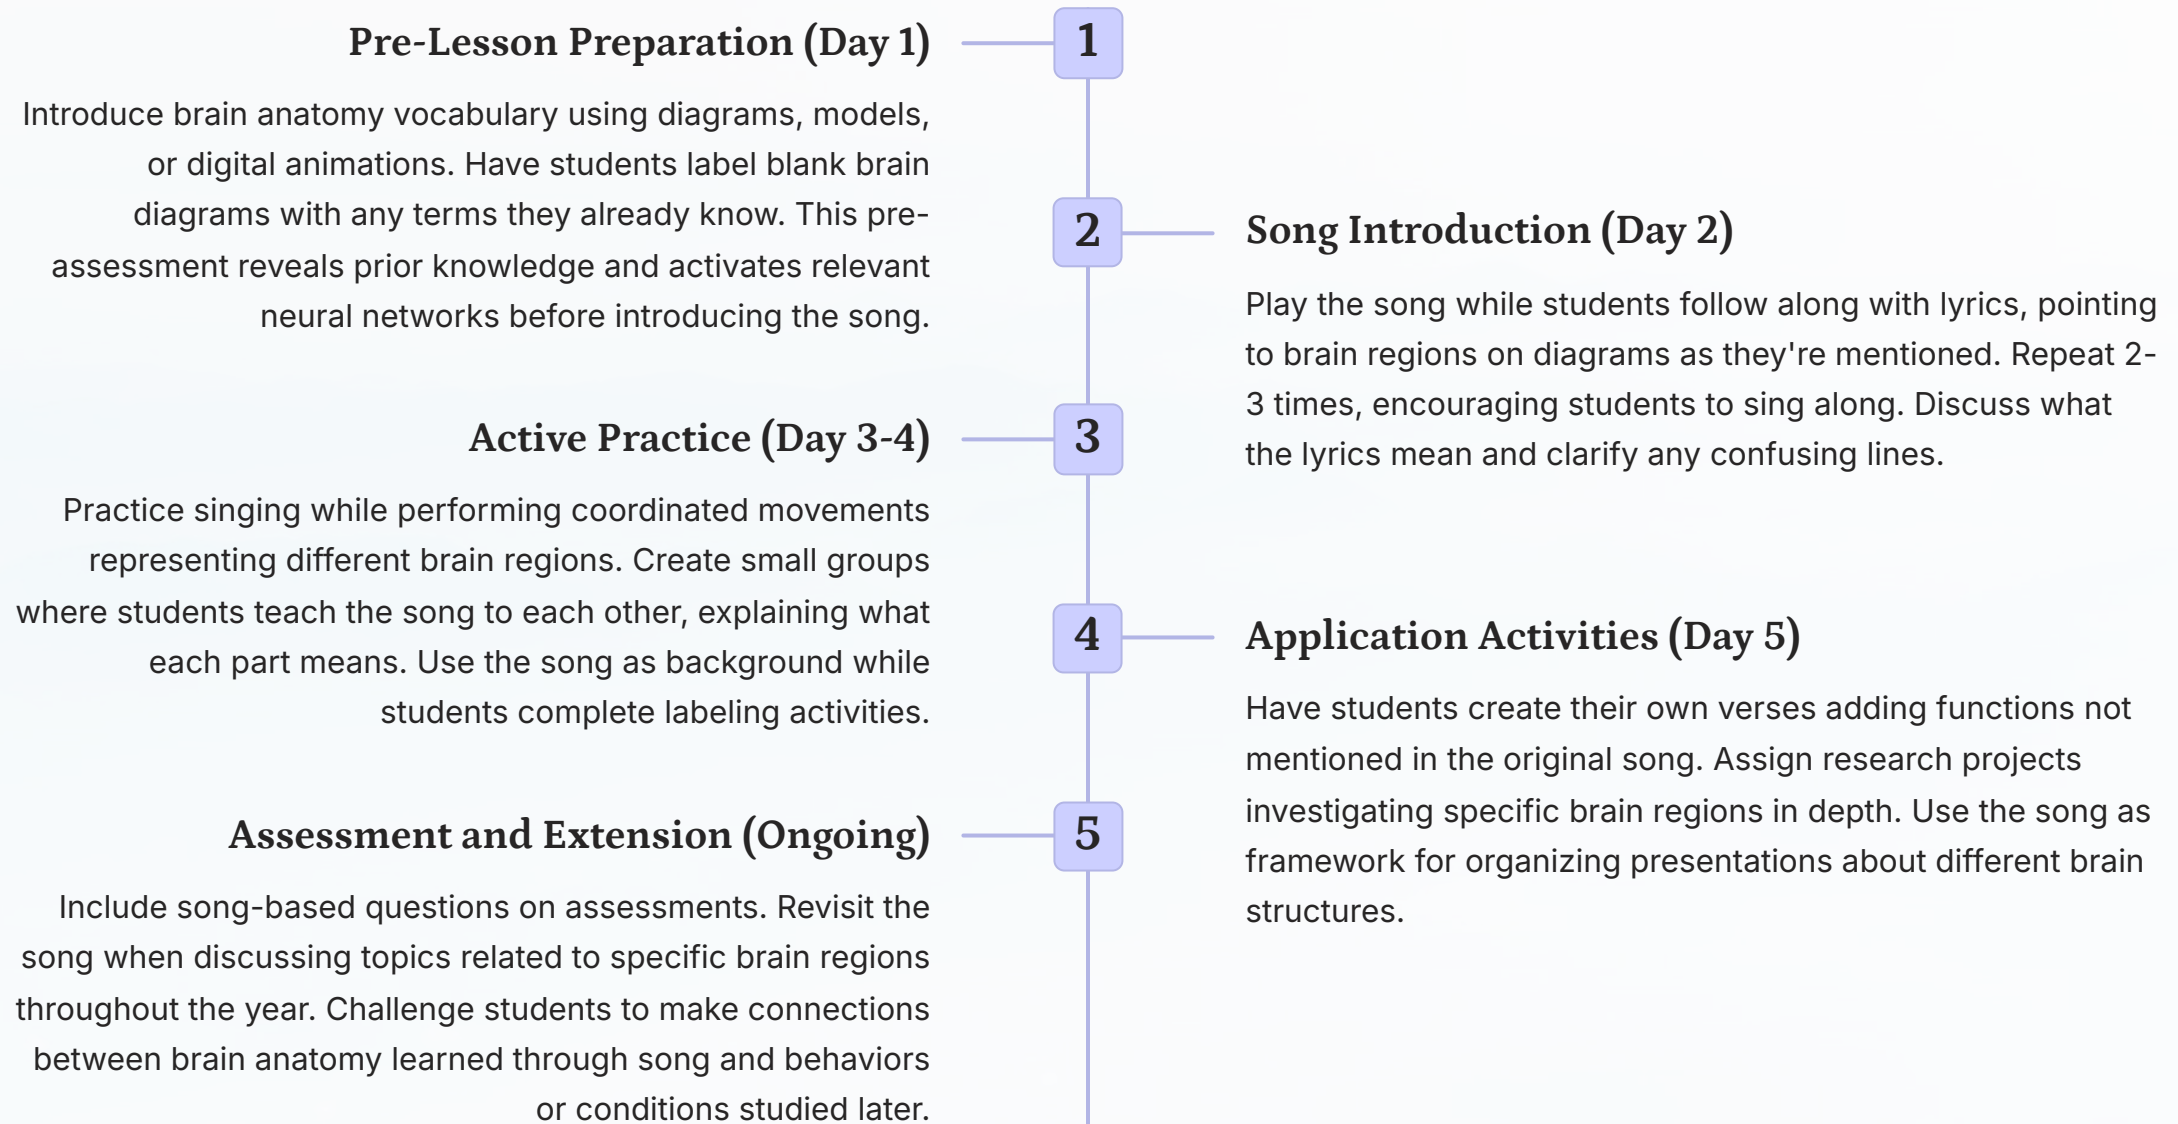 1
Pre-Lesson Preparation (Day 1)
Introduce brain anatomy vocabulary using diagrams, models,
or digital animations. Have students label blank brain
diagrams with any terms they already know. This pre-
assessment reveals prior knowledge and activates relevant
neural networks before introducing the song.
2
Song Introduction (Day 2)
Play the song while students follow along with lyrics, pointing
to brain regions on diagrams as they're mentioned. Repeat 2-
3 times, encouraging students to sing along. Discuss what
the lyrics mean and clarify any confusing lines.
3
Active Practice (Day 3-4)
Practice singing while performing coordinated movements
representing different brain regions. Create small groups
where students teach the song to each other, explaining what
each part means. Use the song as background while
students complete labeling activities.
4
Application Activities (Day 5)
Have students create their own verses adding functions not
mentioned in the original song. Assign research projects
investigating specific brain regions in depth. Use the song as
framework for organizing presentations about different brain
structures.
5
Assessment and Extension (Ongoing)
Include song-based questions on assessments. Revisit the
song when discussing topics related to specific brain regions
throughout the year. Challenge students to make connections
between brain anatomy learned through song and behaviors
or conditions studied later.